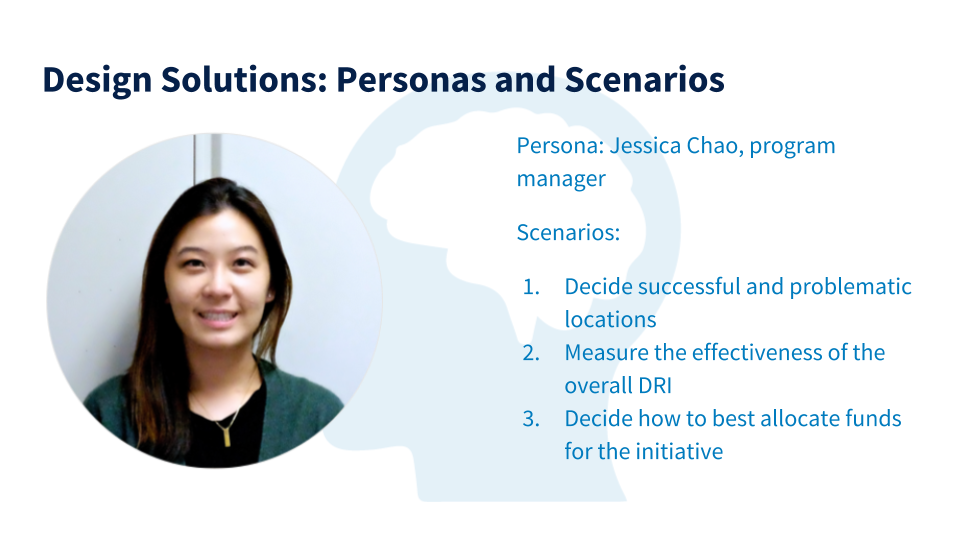 Design Solutions: Personas and Scenarios
Persona: Jessica Chao, program
manager
Scenarios:
1. Decide successful and problematic
locations
2. Measure the effectiveness of the
overall DRI
3. Decide how to best allocate funds
for the initiative